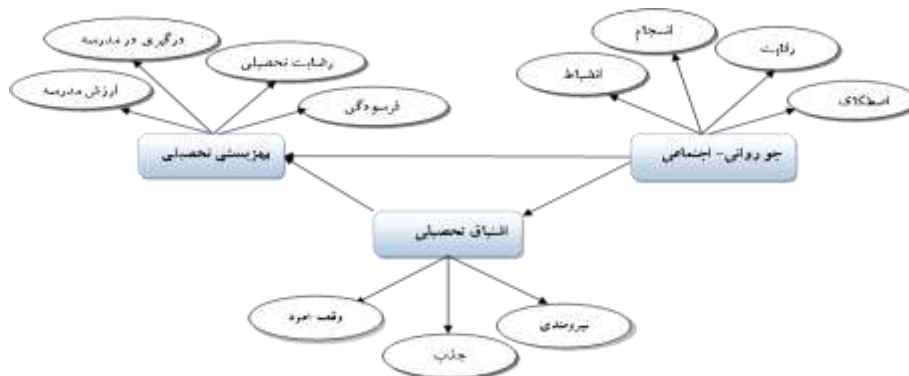 انسجام
درگیری در مدرسه
رقابت
رضایت تحصیلی
انضباط
ارزش مدرسه
اصطکاک
فرسودگی
جو روانی- اجتماعی
بهزیستی تحصیلی
اشتیاق تحصیلی
وقف خود
نیرومندی
جذب